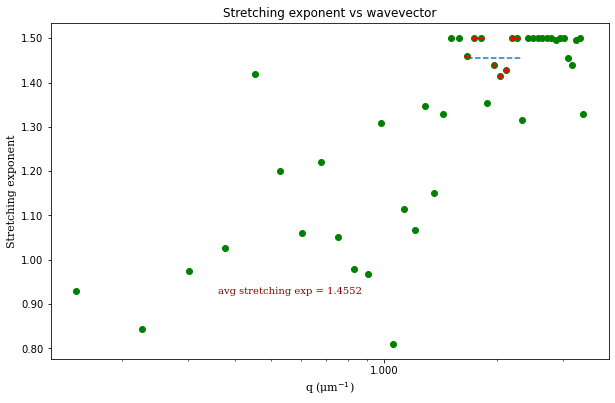 Stretching exponent vs wavevector
1.50
1.40
1.30
1.20
1.10
1.00
0.90
0.80
Stretching exponent
avg stretching exp = 1.4552
1.000
q (μm⁻¹)